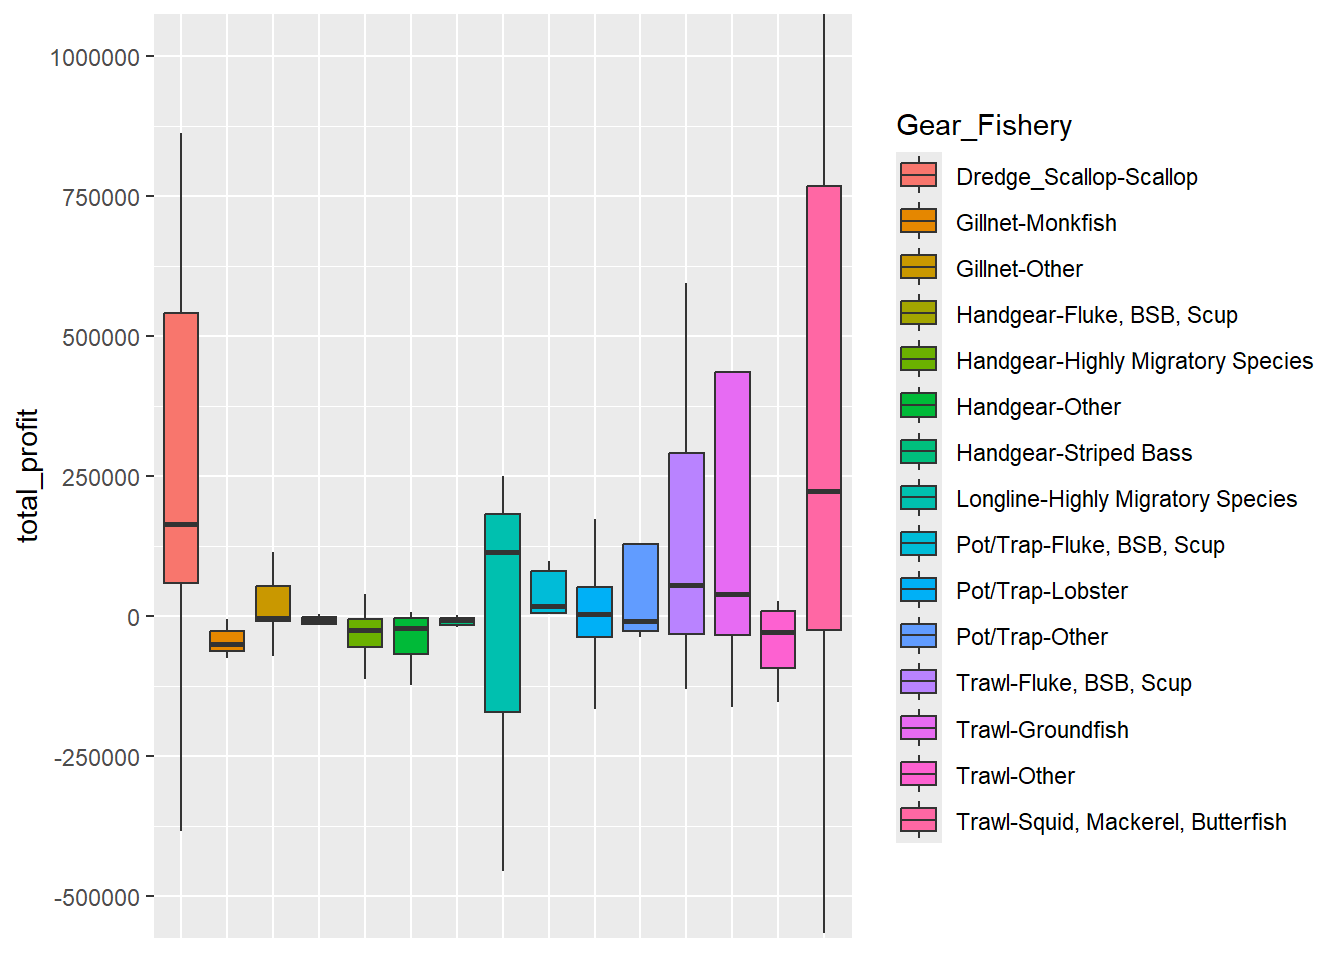 1000000
750000
500000
250000
0
-250000
-500000
total_profit
Gear_Fishery
Dredge_Scallop-Scallop
Gillnet-Monkfish
Gillnet-Other
Handgear-Fluke, BSB, Scup
Handgear-Highly Migratory Species
Handgear-Other
Handgear-Striped Bass
Longline-Highly Migratory Species
Pot/Trap-Fluke, BSB, Scup
Pot/Trap-Lobster
Pot/Trap-Other
Trawl-Fluke, BSB, Scup
Trawl-Groundfish
Trawl-Other
Trawl-Squid, Mackerel, Butterfish